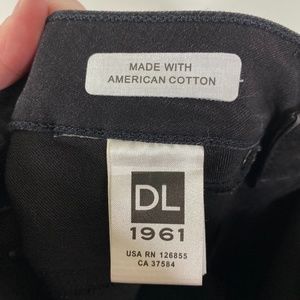 MADE WITH
AMERICAN COTTON
DL
1961
USA RN 126855
CA 37584